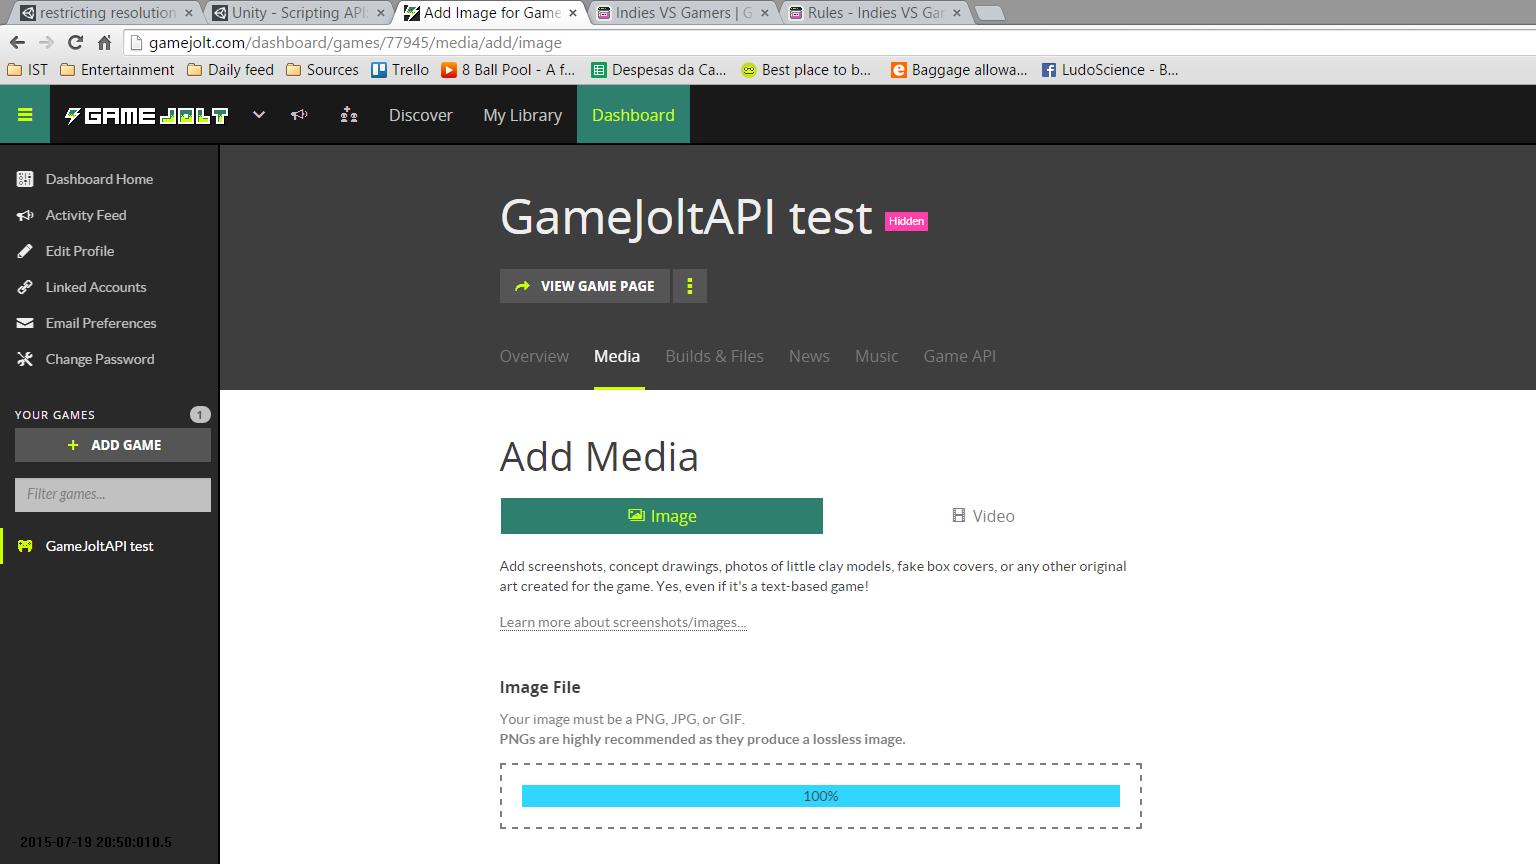 restricting resolution
Unity - Scripting API:
Add Image for Game
Indies VS Gamers | G
Rules - Indies VS Gar
gamejolt.com/dashboard/games/77945/media/add/image
IST
Entertainment
Daily feed
Sources
Trello
8 Ball Pool - A f...
Despesas da Ca...
Best place to b...
Baggage allowa...
LudoScience - B...
GAME JOLT
Discover
My Library
Dashboard
Dashboard Home
Activity Feed
Edit Profile
Linked Accounts
Email Preferences
Change Password
YOUR GAMES
1
+ ADD GAME
Filter games...
GameJoltAPI test
2015-07-19 20:50:010.5
GameJoltAPI test
Hidden
VIEW GAME PAGE
Overview
Media
Builds & Files
News
Music
Game API
Add Media
Image
Video
Add screenshots, concept drawings, photos of little clay models, fake box covers, or any other original
art created for the game. Yes, even if it's a text-based game!
Learn more about screenshots/images...
Image File
Your image must be a PNG, JPG, or GIF.
PNGs are highly recommended as they produce a lossless image.
100%